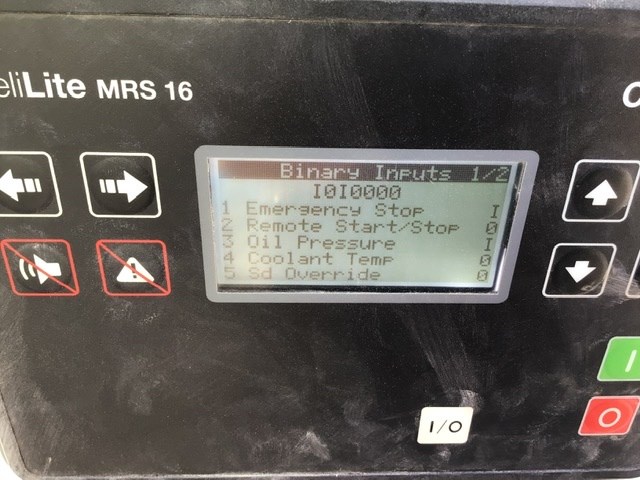 eliLite MRS 16
Binary Inputs 1/2
I0I0000
1 Emergency Stop I
2 Remote Start/Stop 0
3 Oil Pressure I
4 Coolant Temp 0
5 Sd Override 0
I/O
I
O